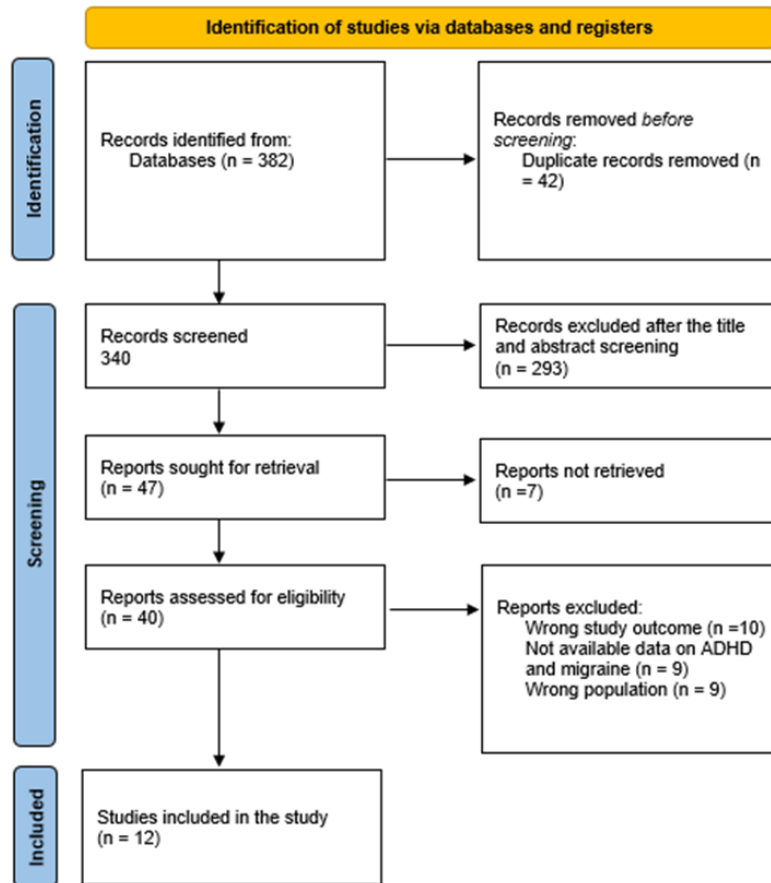 Identification of studies via databases and registers
Identification
Records identified from:
Databases (n = 382)
Records removed before
screening:
Duplicate records removed (n
= 42)
Screening
Records screened
340
Records excluded after the title
and abstract screening
(n = 293)
Reports sought for retrieval
(n = 47)
Reports not retrieved
(n =7)
Reports assessed for eligibility
(n = 40)
Reports excluded:
Wrong study outcome (n =10)
Not available data on ADHD
and migraine (n = 9)
Wrong population (n = 9)
Included
Studies included in the study
(n = 12)